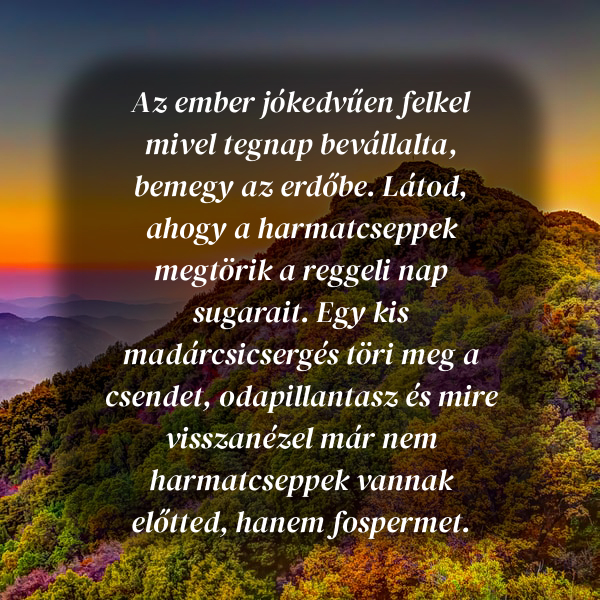 Az ember jókedvűen felkel
mivel tegnap bevállalta,
bemegy az erdőbe. Látod,
ahogy a harmatcseppek
megtörik a reggeli nap
sugarait. Egy kis
madárcsicsergés töri meg a
csendet, odapillantasz és mire
visszanézel már nem
harmatcseppek vannak
előtted, hanem fospermet.